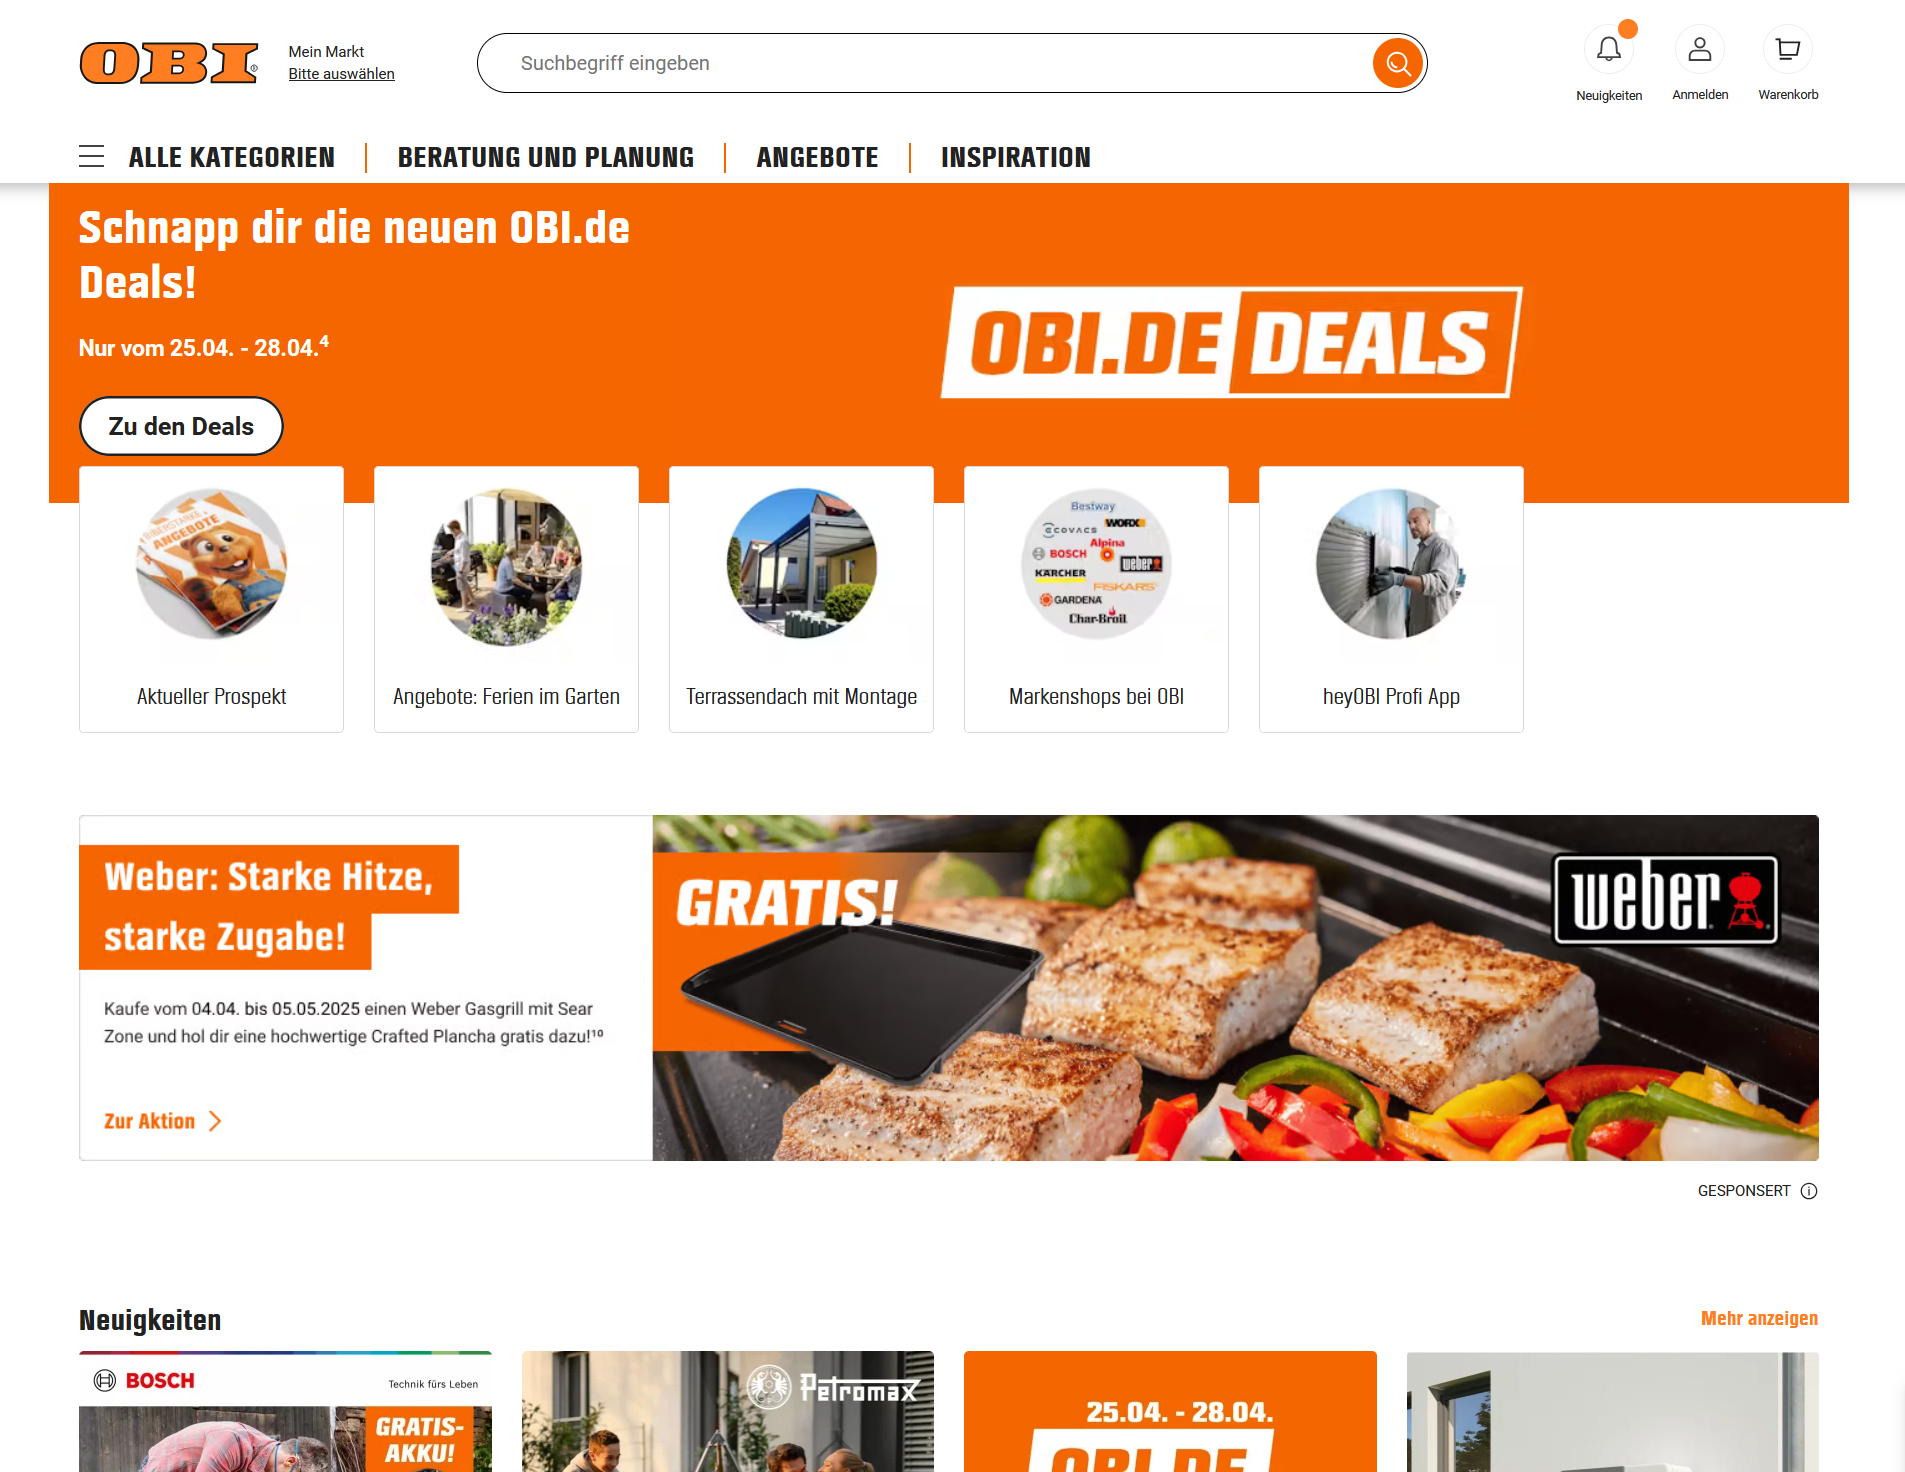 OBI
Mein Markt
Bitte auswählen
Suchbegriff eingeben
Neuigkeiten
Anmelden
Warenkorb
ALLE KATEGORIEN
BERATUNG UND PLANUNG
ANGEBOTE
INSPIRATION
Schnapp dir die neuen OBI.de
Deals!
Nur vom 25.04. - 28.04.⁴
Zu den Deals
OBI.DE DEALS
BIBERSTARKE
ANGEBOTE
Aktueller Prospekt
Angebote: Ferien im Garten
Terrassendach mit Montage
Bestway
ECOVACS
WORX
Alpina
BOSCH
weber
KÄRCHER
FISKARS
GARDENA
Char-Broil
Markenshops bei OBI
heyOBI Profi App
Weber: Starke Hitze,
starke Zugabe!
Kaufe vom 04.04. bis 05.05.2025 einen Weber Gasgrill mit Sear
Zone und hol dir eine hochwertige Crafted Plancha gratis dazu!¹⁰
Zur Aktion
GRATIS!
weber
GESPONSERT
Neuigkeiten
Mehr anzeigen
BOSCH
Technik fürs Leben
GRATIS-
AKKU!
Petromax
25.04. - 28.04.
OBI.DE